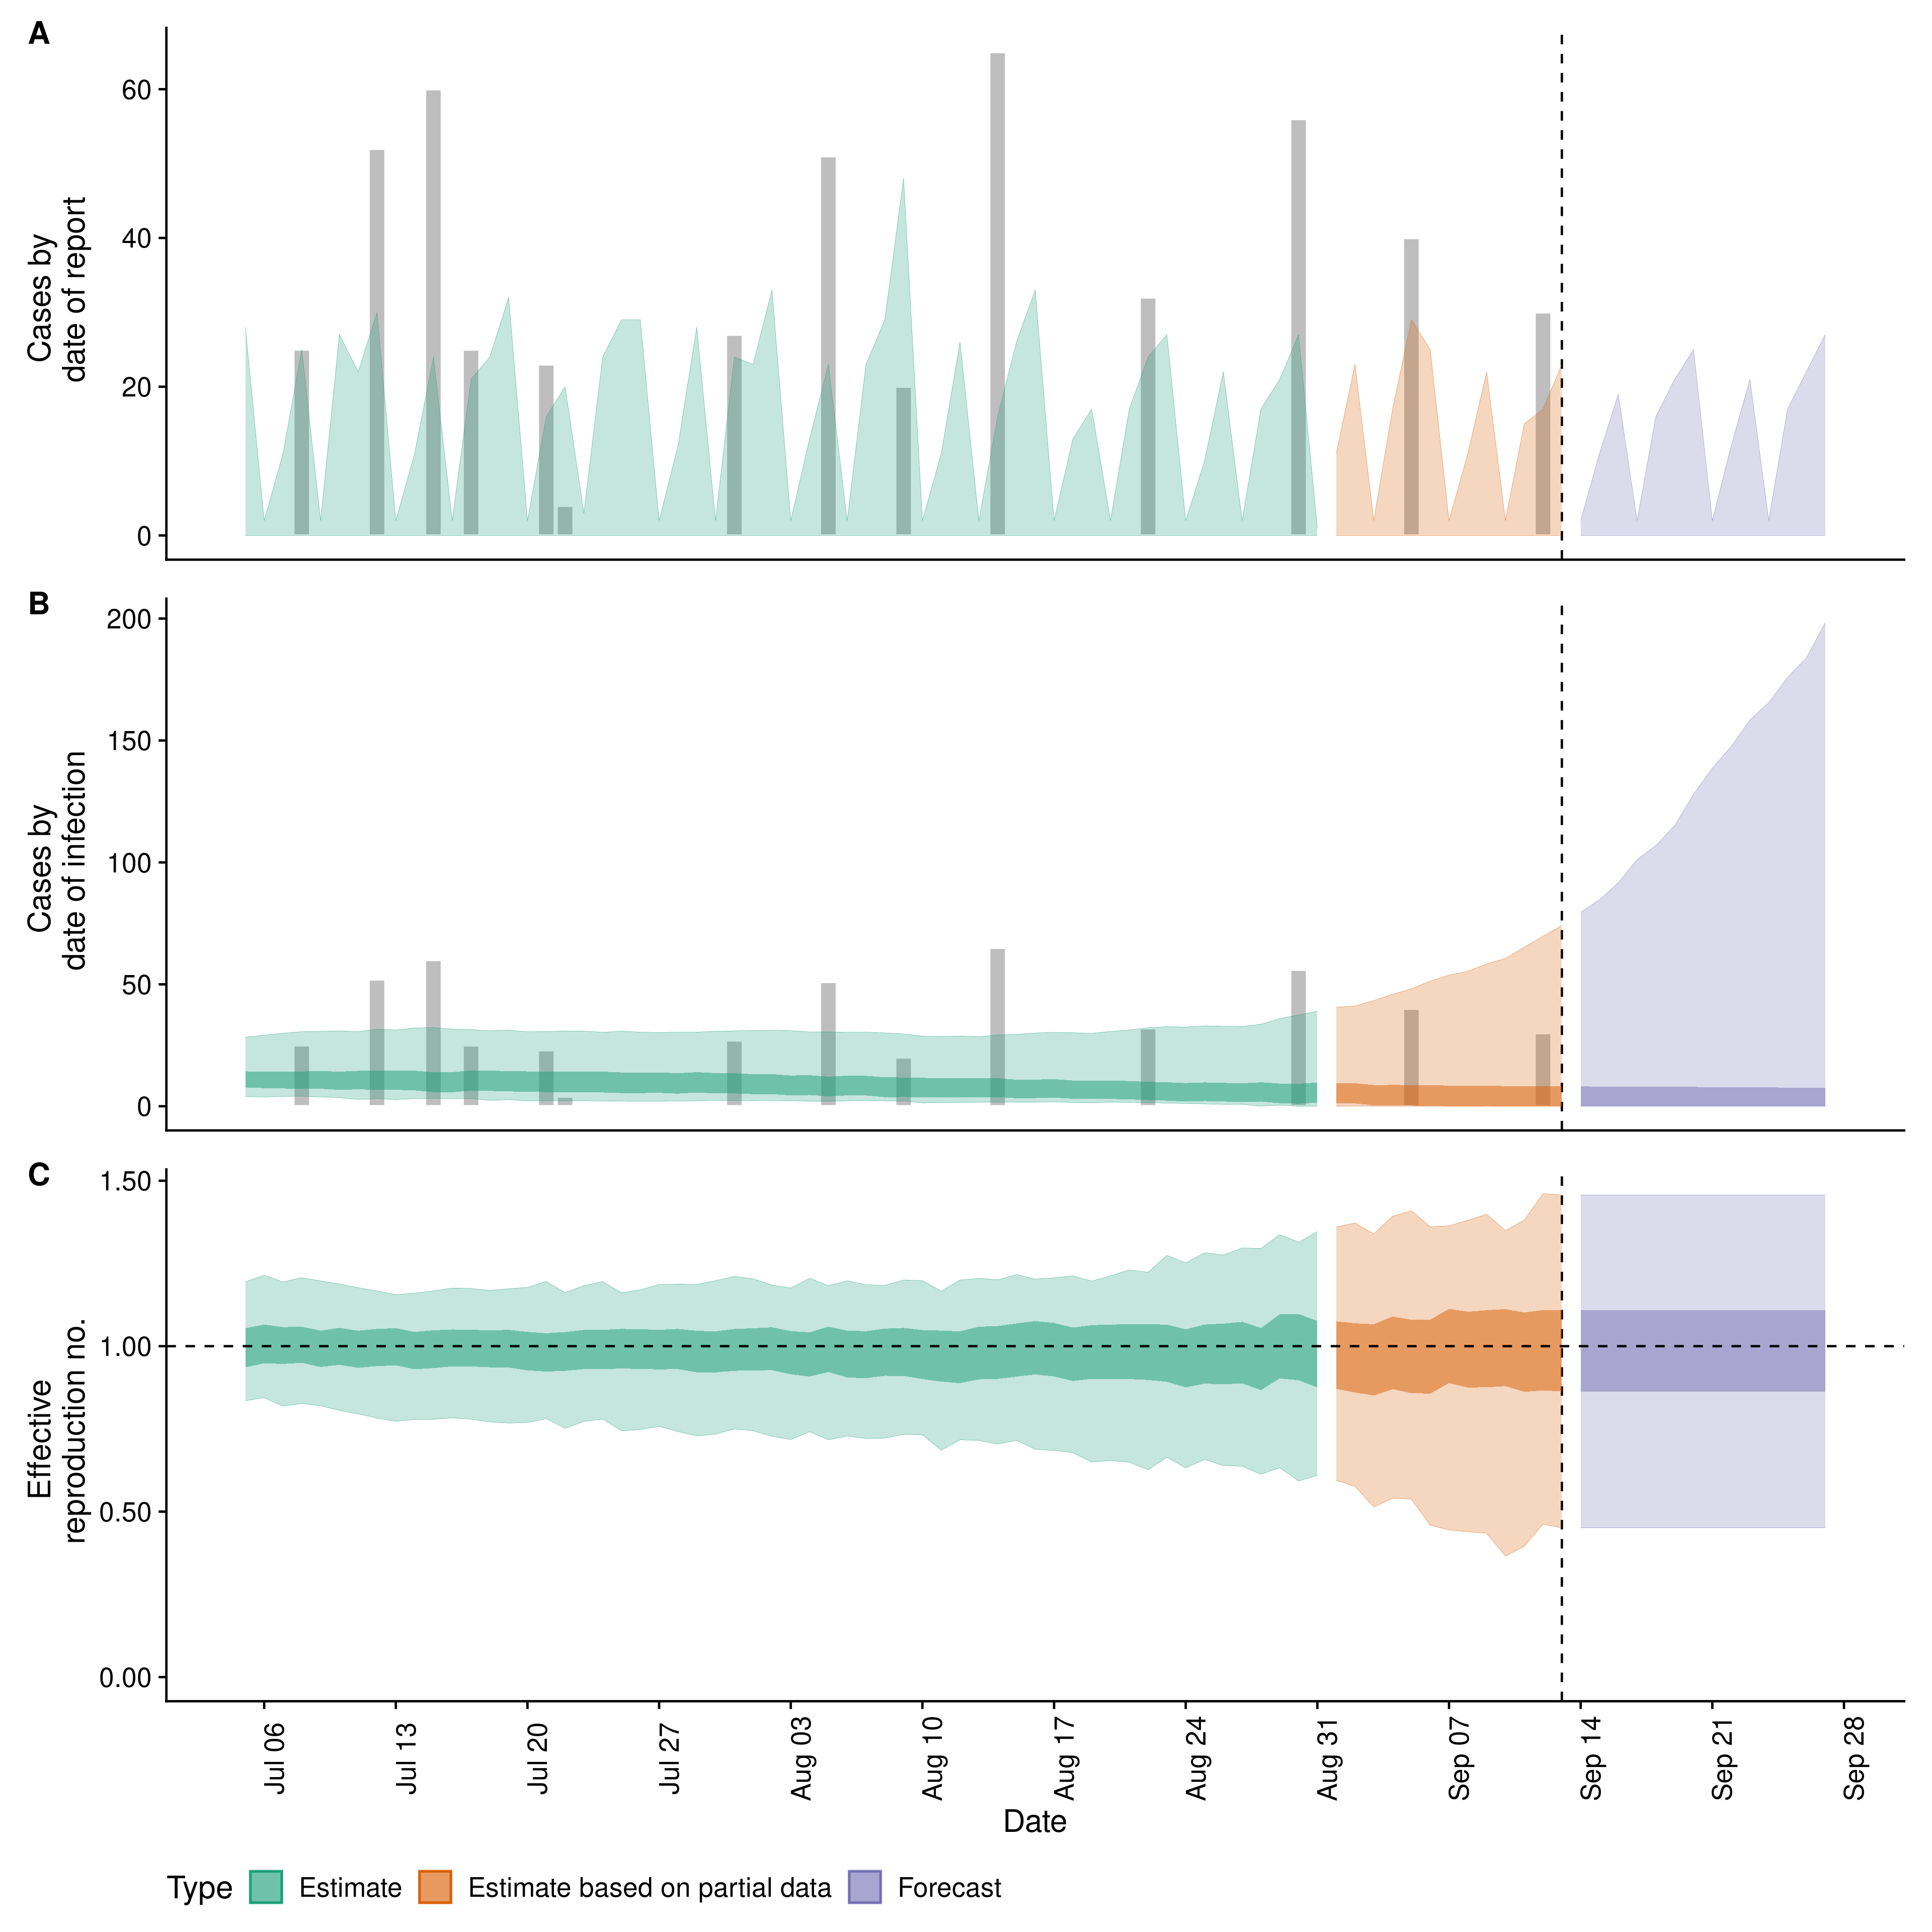 A
60
40
20
0
Cases by
date of report
B
200
150
100
50
0
Cases by
date of infection
C
1.50
1.00
0.50
0.00
Effective
reproduction no.
Jul 06
Jul 13
Jul 20
Jul 27
Aug 03
Aug 10
Aug 17
Aug 24
Aug 31
Sep 07
Sep 14
Sep 21
Sep 28
Date
Type Estimate Estimate based on partial data Forecast